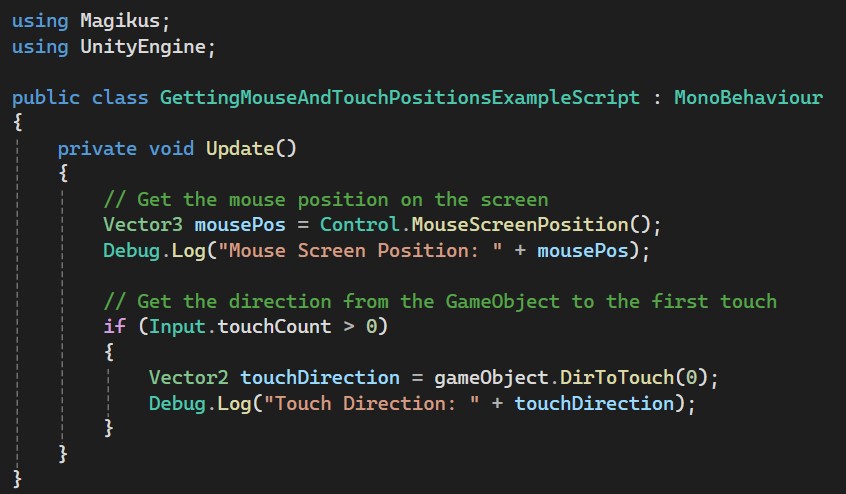 using Magikus;
using UnityEngine;

public class GettingMouseAndTouchPositionsExampleScript : MonoBehaviour
{
    private void Update()
    {
        // Get the mouse position on the screen
        Vector3 mousePos = Control.MouseScreenPosition();
        Debug.Log("Mouse Screen Position: " + mousePos);

        // Get the direction from the GameObject to the first touch
        if (Input.touchCount > 0)
        {
            Vector2 touchDirection = gameObject.DirToTouch(0);
            Debug.Log("Touch Direction: " + touchDirection);
        }
    }
}